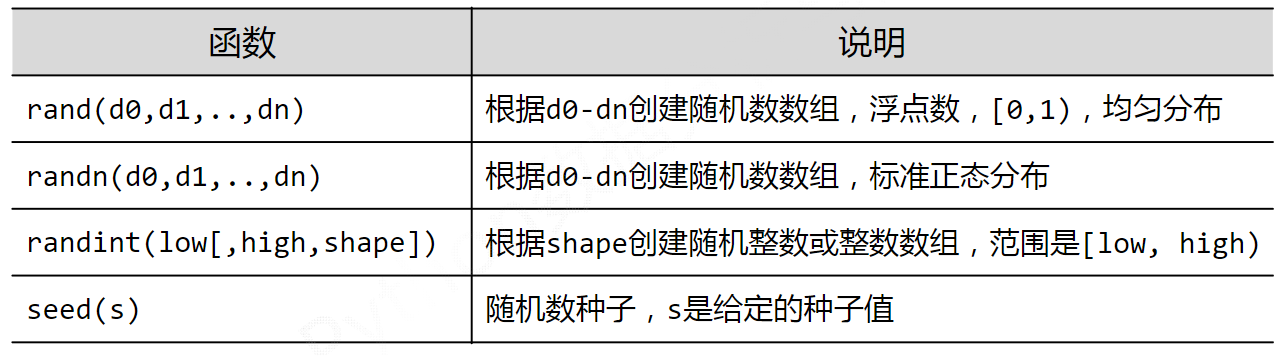 函数 说明
rand(d0,d1,..,dn) 根据d0-dn创建随机数数组，浮点数，[0,1)，均匀分布
randn(d0,d1,..,dn) 根据d0-dn创建随机数数组，标准正态分布
randint(low[,high,shape]) 根据shape创建随机整数或整数数组，范围是[low, high)
seed(s) 随机数种子，s是给定的种子值